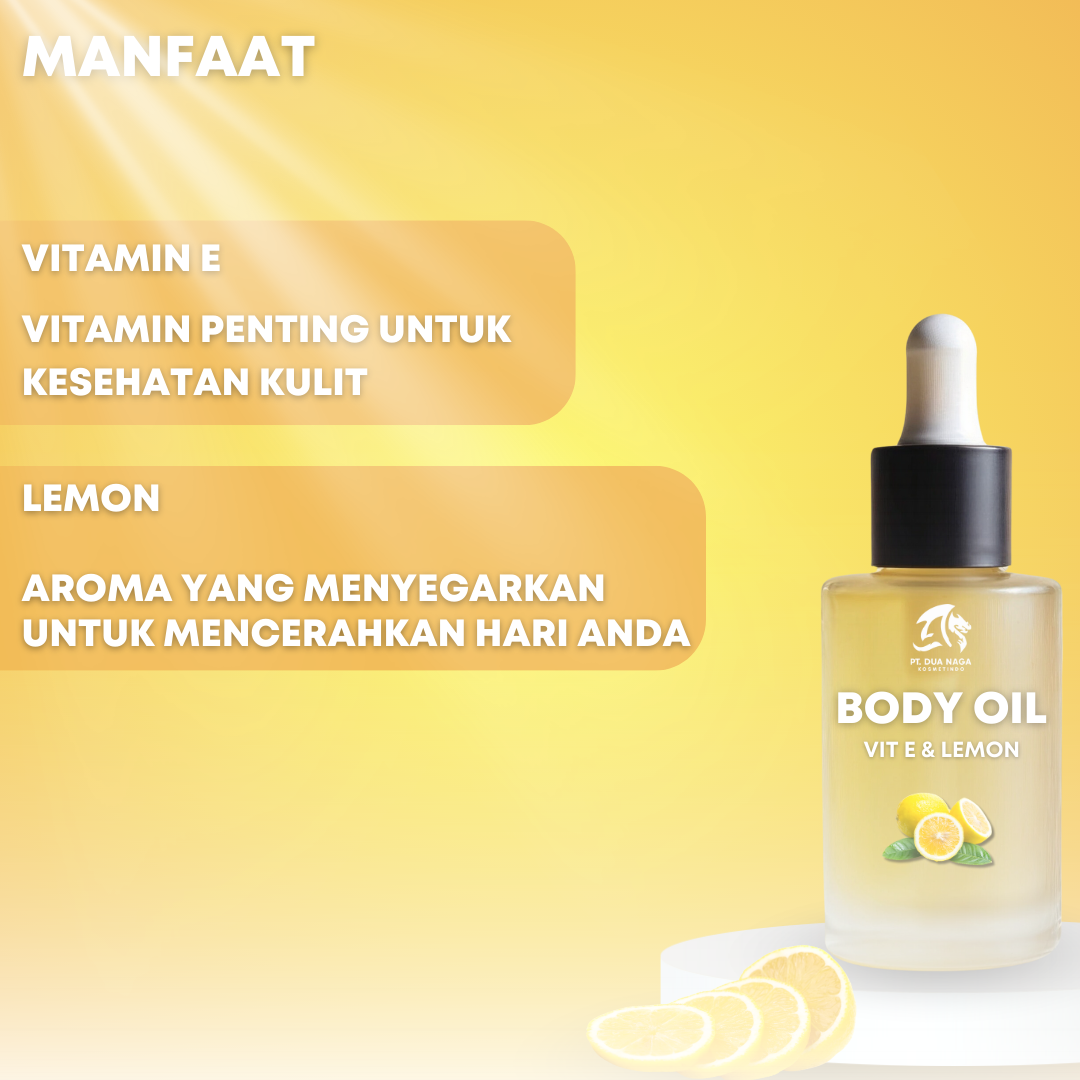 MANFAAT
VITAMIN E
VITAMIN PENTING UNTUK
KESEHATAN KULIT
LEMON
AROMA YANG MENYEGARKAN
UNTUK MENCERAHKAN HARI ANDA
PT. DUA NAGA
KOSMETINDO
BODY OIL
VIT E & LEMON